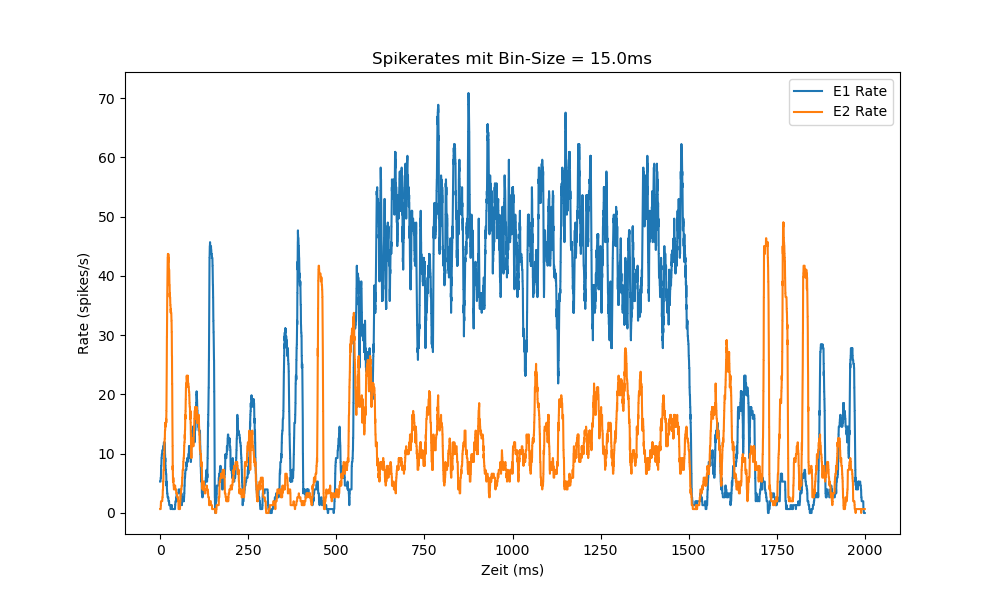 Spikerates mit Bin-Size = 15.0ms
E1 Rate
E2 Rate
70
60
50
40
30
20
10
0
Rate (spikes/s)
0 250 500 750 1000 1250 1500 1750 2000
Zeit (ms)